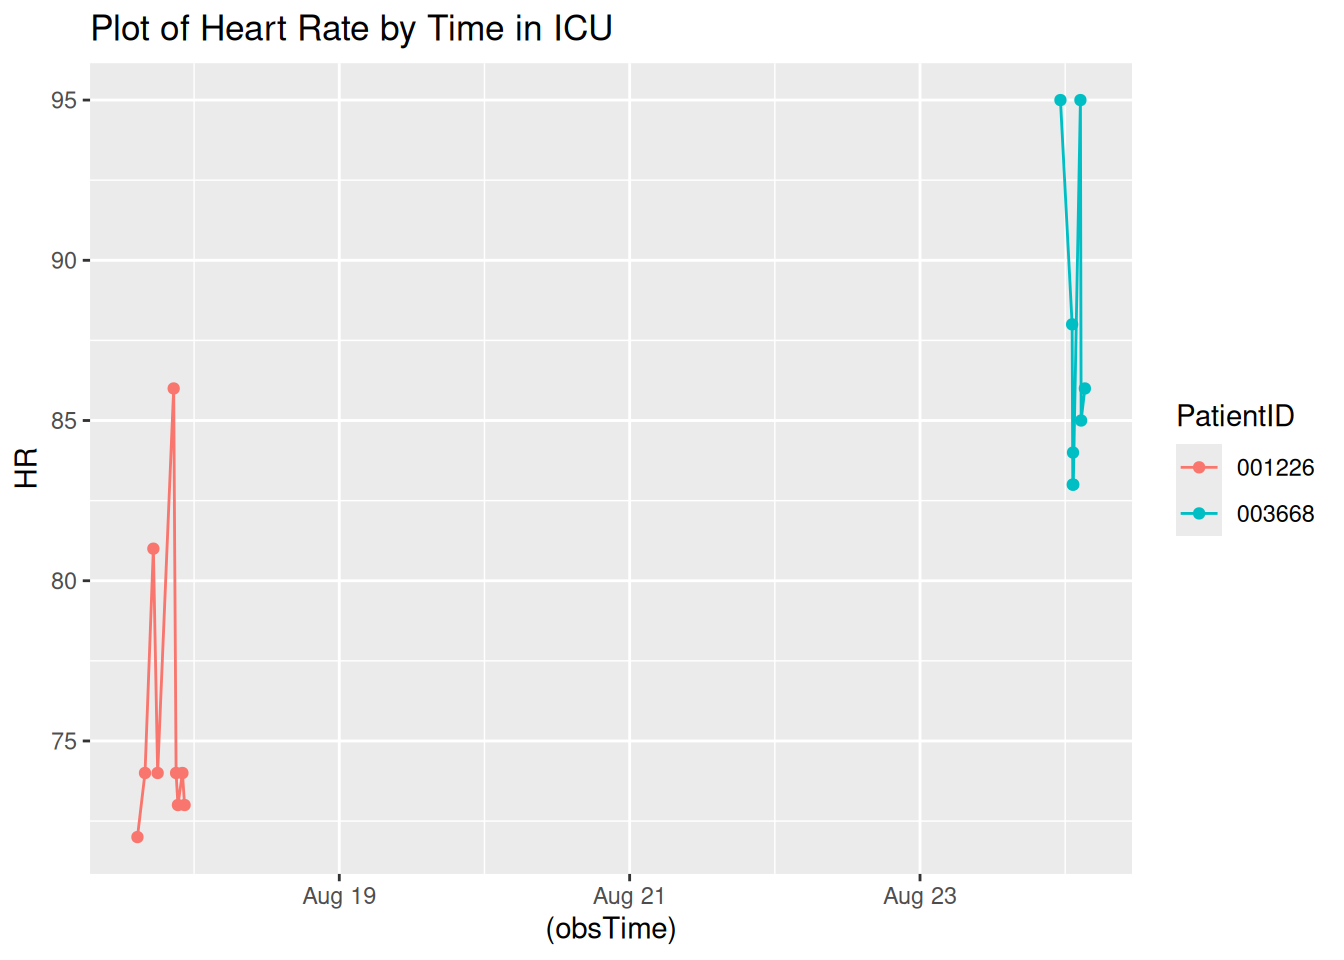 Plot of Heart Rate by Time in ICU
95
90
85
80
75
HR
Aug 19
Aug 21
Aug 23
(obsTime)
PatientID
001226
003668